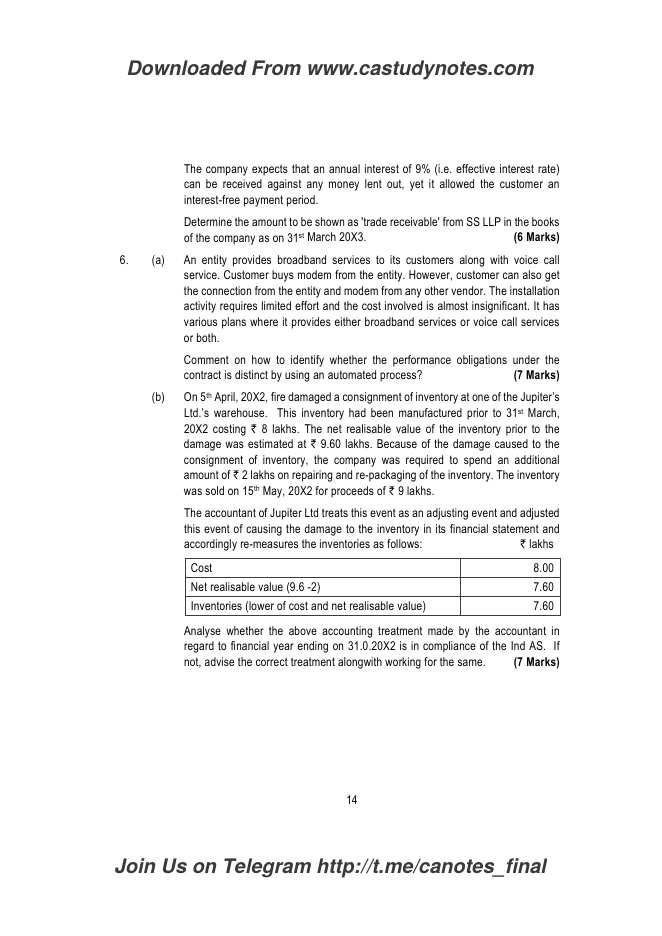 Downloaded From www.castudynotes.com
The company expects that an annual interest of 9% (i.e. effective interest rate)
can be received against any money lent out, yet it allowed the customer an
interest-free payment period.
Determine the amount to be shown as 'trade receivable' from SS LLP in the books
of the company as on 31st March 20X3. (6 Marks)
6. (a) An entity provides broadband services to its customers along with voice call
service. Customer buys modem from the entity. However, customer can also get
the connection from the entity and modem from any other vendor. The installation
activity requires limited effort and the cost involved is almost insignificant. It has
various plans where it provides either broadband services or voice call services
or both.
Comment on how to identify whether the performance obligations under the
contract is distinct by using an automated process? (7 Marks)
(b) On 5th April, 20X2, fire damaged a consignment of inventory at one of the Jupiter's
Ltd.'s warehouse. This inventory had been manufactured prior to 31st March,
20X2 costing ₹ 8 lakhs. The net realisable value of the inventory prior to the
damage was estimated at ₹ 9.60 lakhs. Because of the damage caused to the
consignment of inventory, the company was required to spend an additional
amount of ₹ 2 lakhs on repairing and re-packaging of the inventory. The inventory
was sold on 15th May, 20X2 for proceeds of ₹ 9 lakhs.
The accountant of Jupiter Ltd treats this event as an adjusting event and adjusted
this event of causing the damage to the inventory in its financial statement and
accordingly re-measures the inventories as follows: ₹ lakhs
Cost 8.00
Net realisable value (9.6 -2) 7.60
Inventories (lower of cost and net realisable value) 7.60
Analyse whether the above accounting treatment made by the accountant in
regard to financial year ending on 31.0.20X2 is in compliance of the Ind AS. If
not, advise the correct treatment alongwith working for the same. (7 Marks)
14
Join Us on Telegram http://t.me/canotes_final